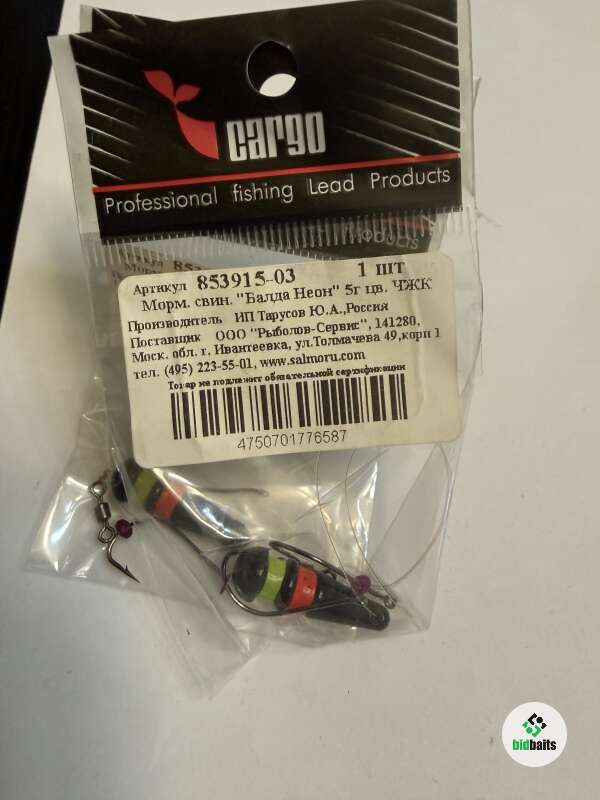 cargo
Professional fishing Lead Products
Products
Артикул 853915-03 1 шт
Морм. свин. "Балда Неон" 5г цв. ЧЖК
Производитель ИП Тарусов Ю.А.,Россия
Поставщик ООО "Рыболов-Сервис", 141280,
Моск. обл. г. Ивантеевка, ул.Толмачева 49,корп 1
тел. (495) 223-55-01, www.salmoru.com
Товар не подлежит обязательной сертификации
4750701776587
bidbaits